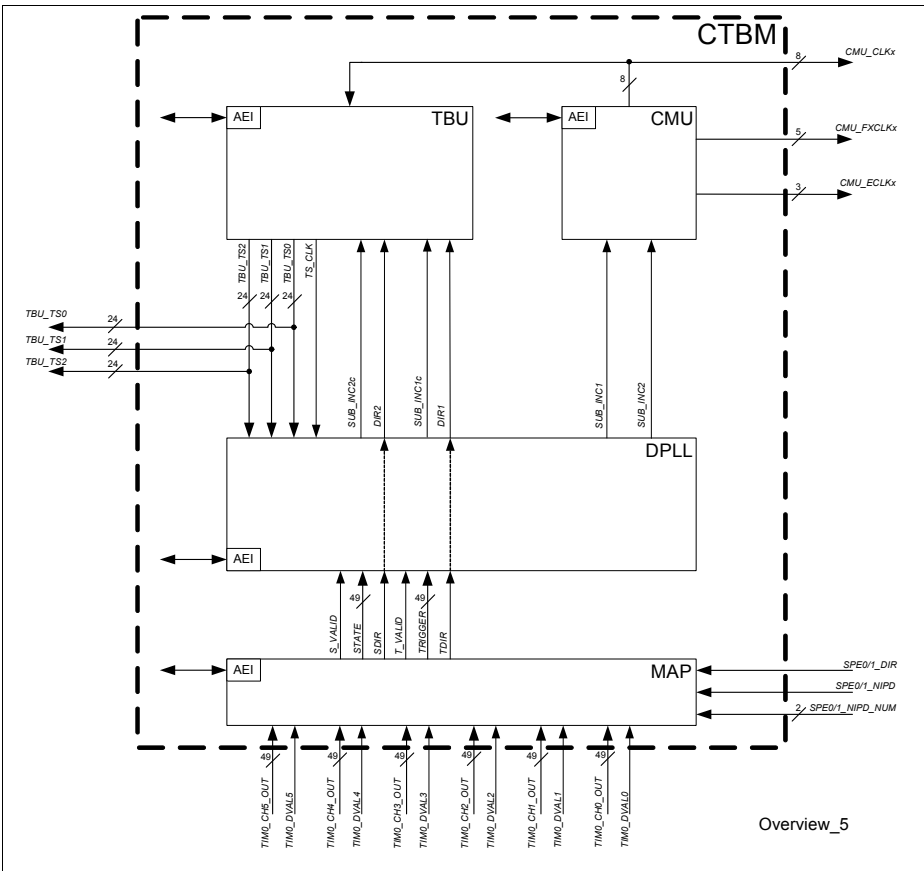 CTBM
CMU_CLKx
8
8
AEI
TBU
AEI
CMU
5
CMU_FXCLKx
3
CMU_ECLKx
TBU_TS2
TBU_TS1
TBU_TS0
TS_CLK
24
24
24
SUB_INC2c
DIR2
SUB_INC1c
DIR1
SUB_INC1
SUB_INC2
TBU_TS0
24
TBU_TS1
24
TBU_TS2
24
DPLL
AEI
S_VALID
STATE
49
SDIR
T_VALID
TRIGGER
49
TDIR
AEI
MAP
SPE0/1_DIR
SPE0/1_NIPD
2
SPE0/1_NIPD_NUM
49
49
49
49
49
49
TIM0_CH5_OUT
TIM0_DVAL5
TIM0_CH4_OUT
TIM0_DVAL4
TIM0_CH3_OUT
TIM0_DVAL3
TIM0_CH2_OUT
TIM0_DVAL2
TIM0_CH1_OUT
TIM0_DVAL1
TIM0_CH0_OUT
TIM0_DVAL0
Overview_5